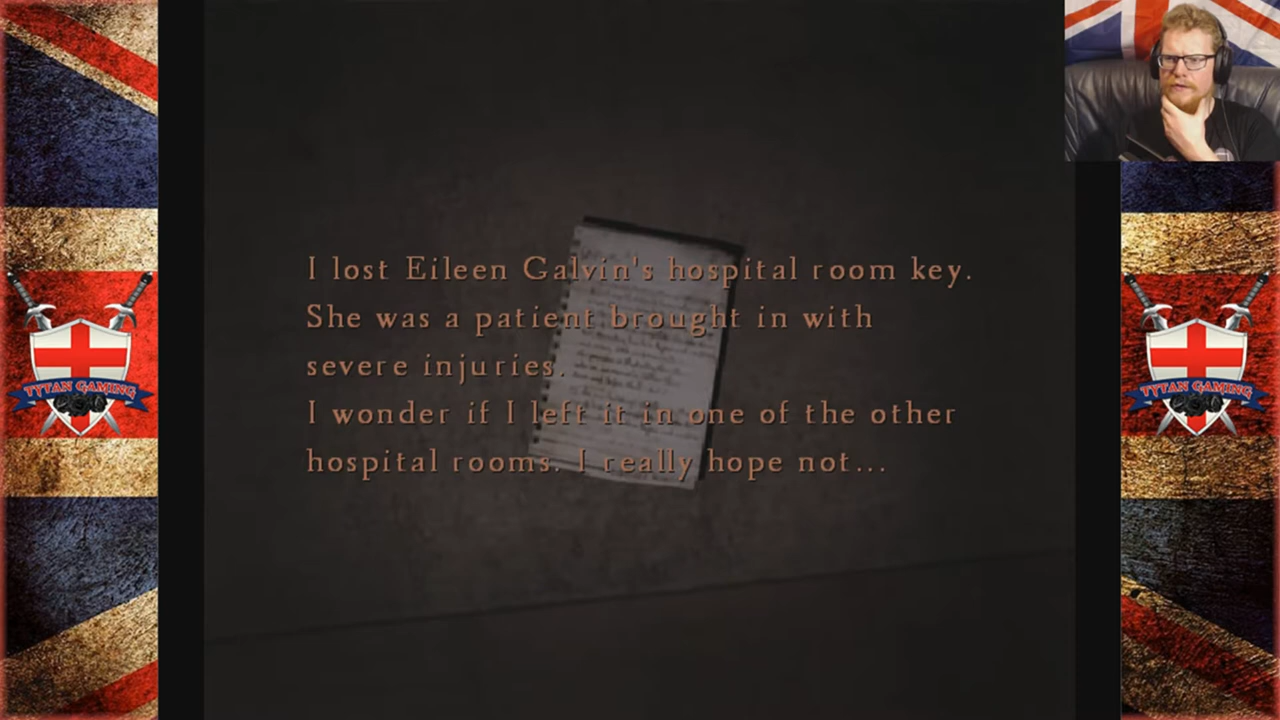 I lost Eileen Galvin's hospital room key.
She was a patient brought in with
severe injuries.
I wonder if I left it in one of the other
hospital rooms. I really hope not...
TYTAN GAMING
TYTAN GAMING